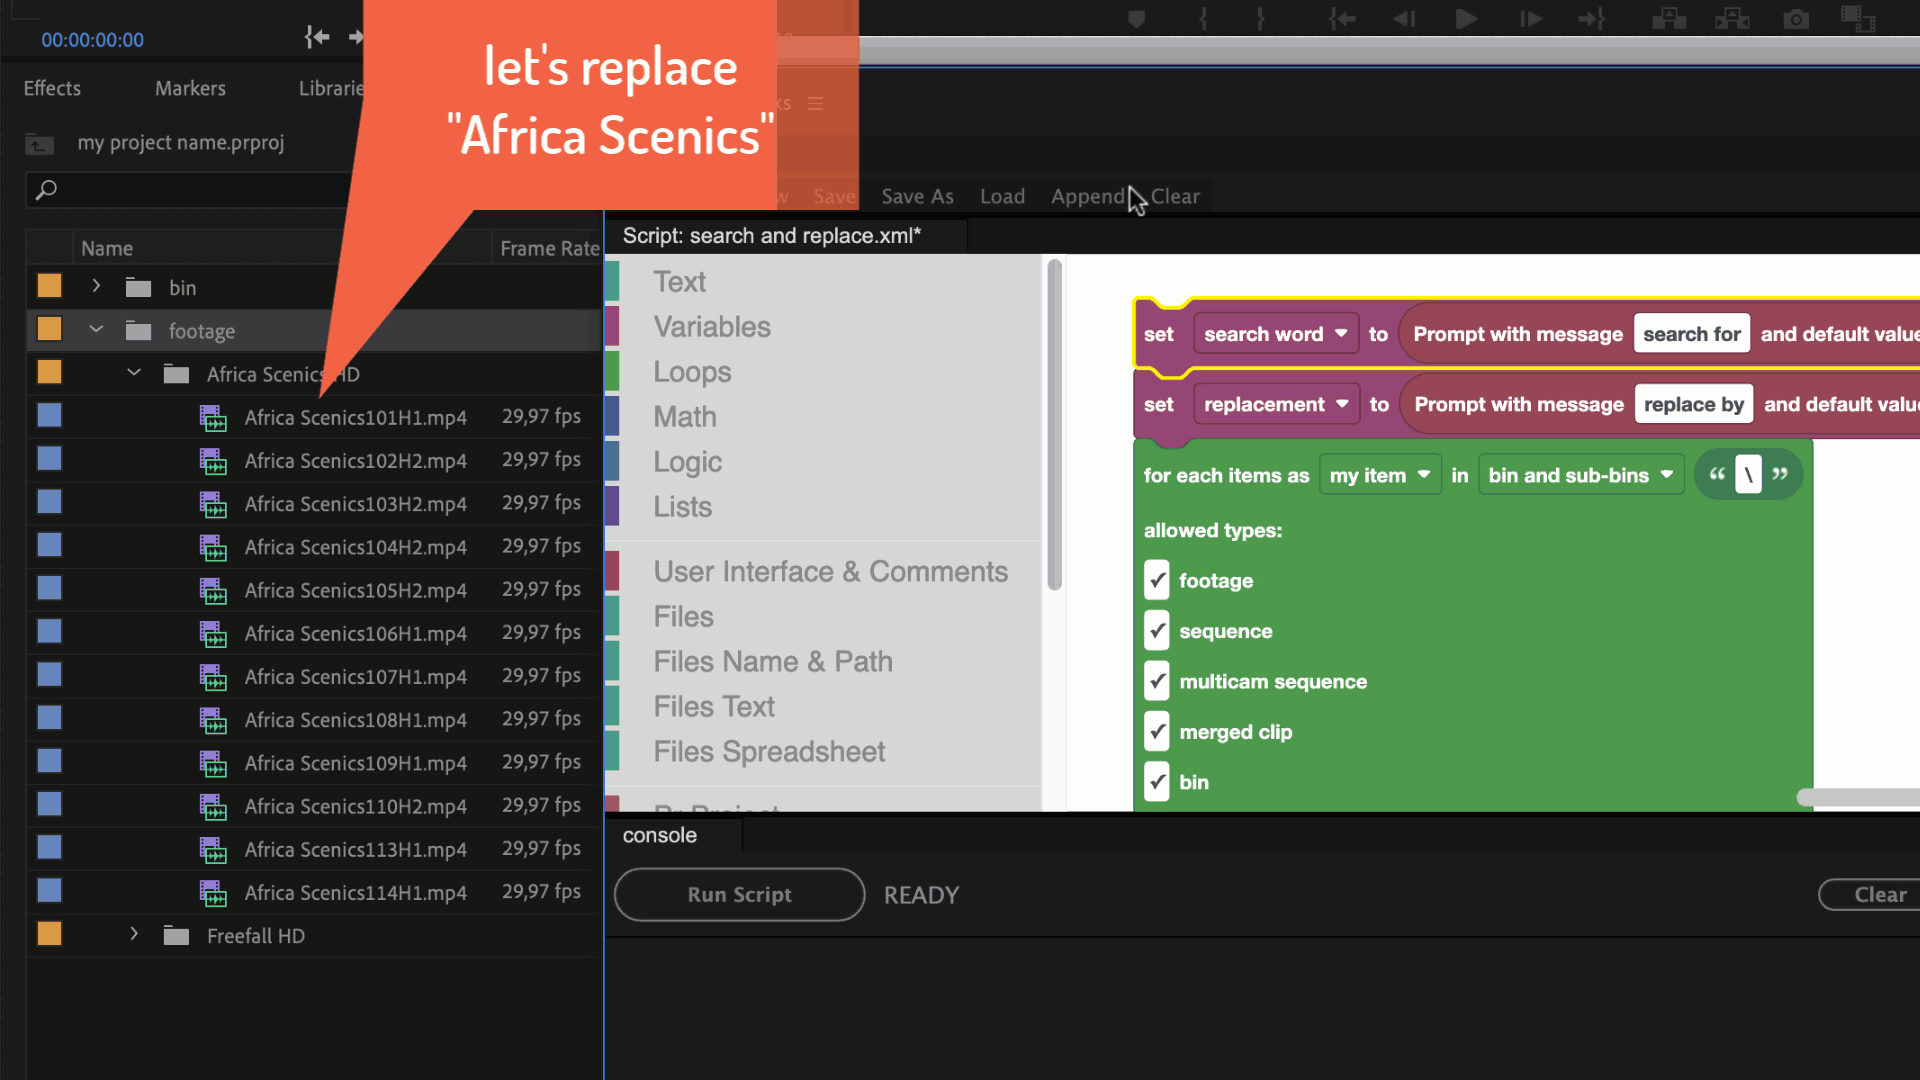 00:00:00:00
let's replace
"Africa Scenics"
Effects
Markers
my project name.prproj
Save
Save As
Load
Append
Clear
Script: search and replace.xml*
Name
Frame Rate
bin
footage
Africa Scenics HD
Africa Scenics101H1.mp4 29,97 fps
Africa Scenics102H2.mp4 29,97 fps
Africa Scenics103H2.mp4 29,97 fps
Africa Scenics104H2.mp4 29,97 fps
Africa Scenics105H2.mp4 29,97 fps
Africa Scenics106H1.mp4 29,97 fps
Africa Scenics107H1.mp4 29,97 fps
Africa Scenics108H1.mp4 29,97 fps
Africa Scenics109H1.mp4 29,97 fps
Africa Scenics110H2.mp4 29,97 fps
Africa Scenics113H1.mp4 29,97 fps
Africa Scenics114H1.mp4 29,97 fps
Freefall HD
Text
Variables
Loops
Math
Logic
Lists
User Interface & Comments
Files
Files Name & Path
Files Text
Files Spreadsheet
set search word to Prompt with message search for and default value
set replacement to Prompt with message replace by and default value
for each items as my item in bin and sub-bins “ \ ”
allowed types:
✓ footage
✓ sequence
✓ multicam sequence
✓ merged clip
✓ bin
console
Run Script
READY
Clear